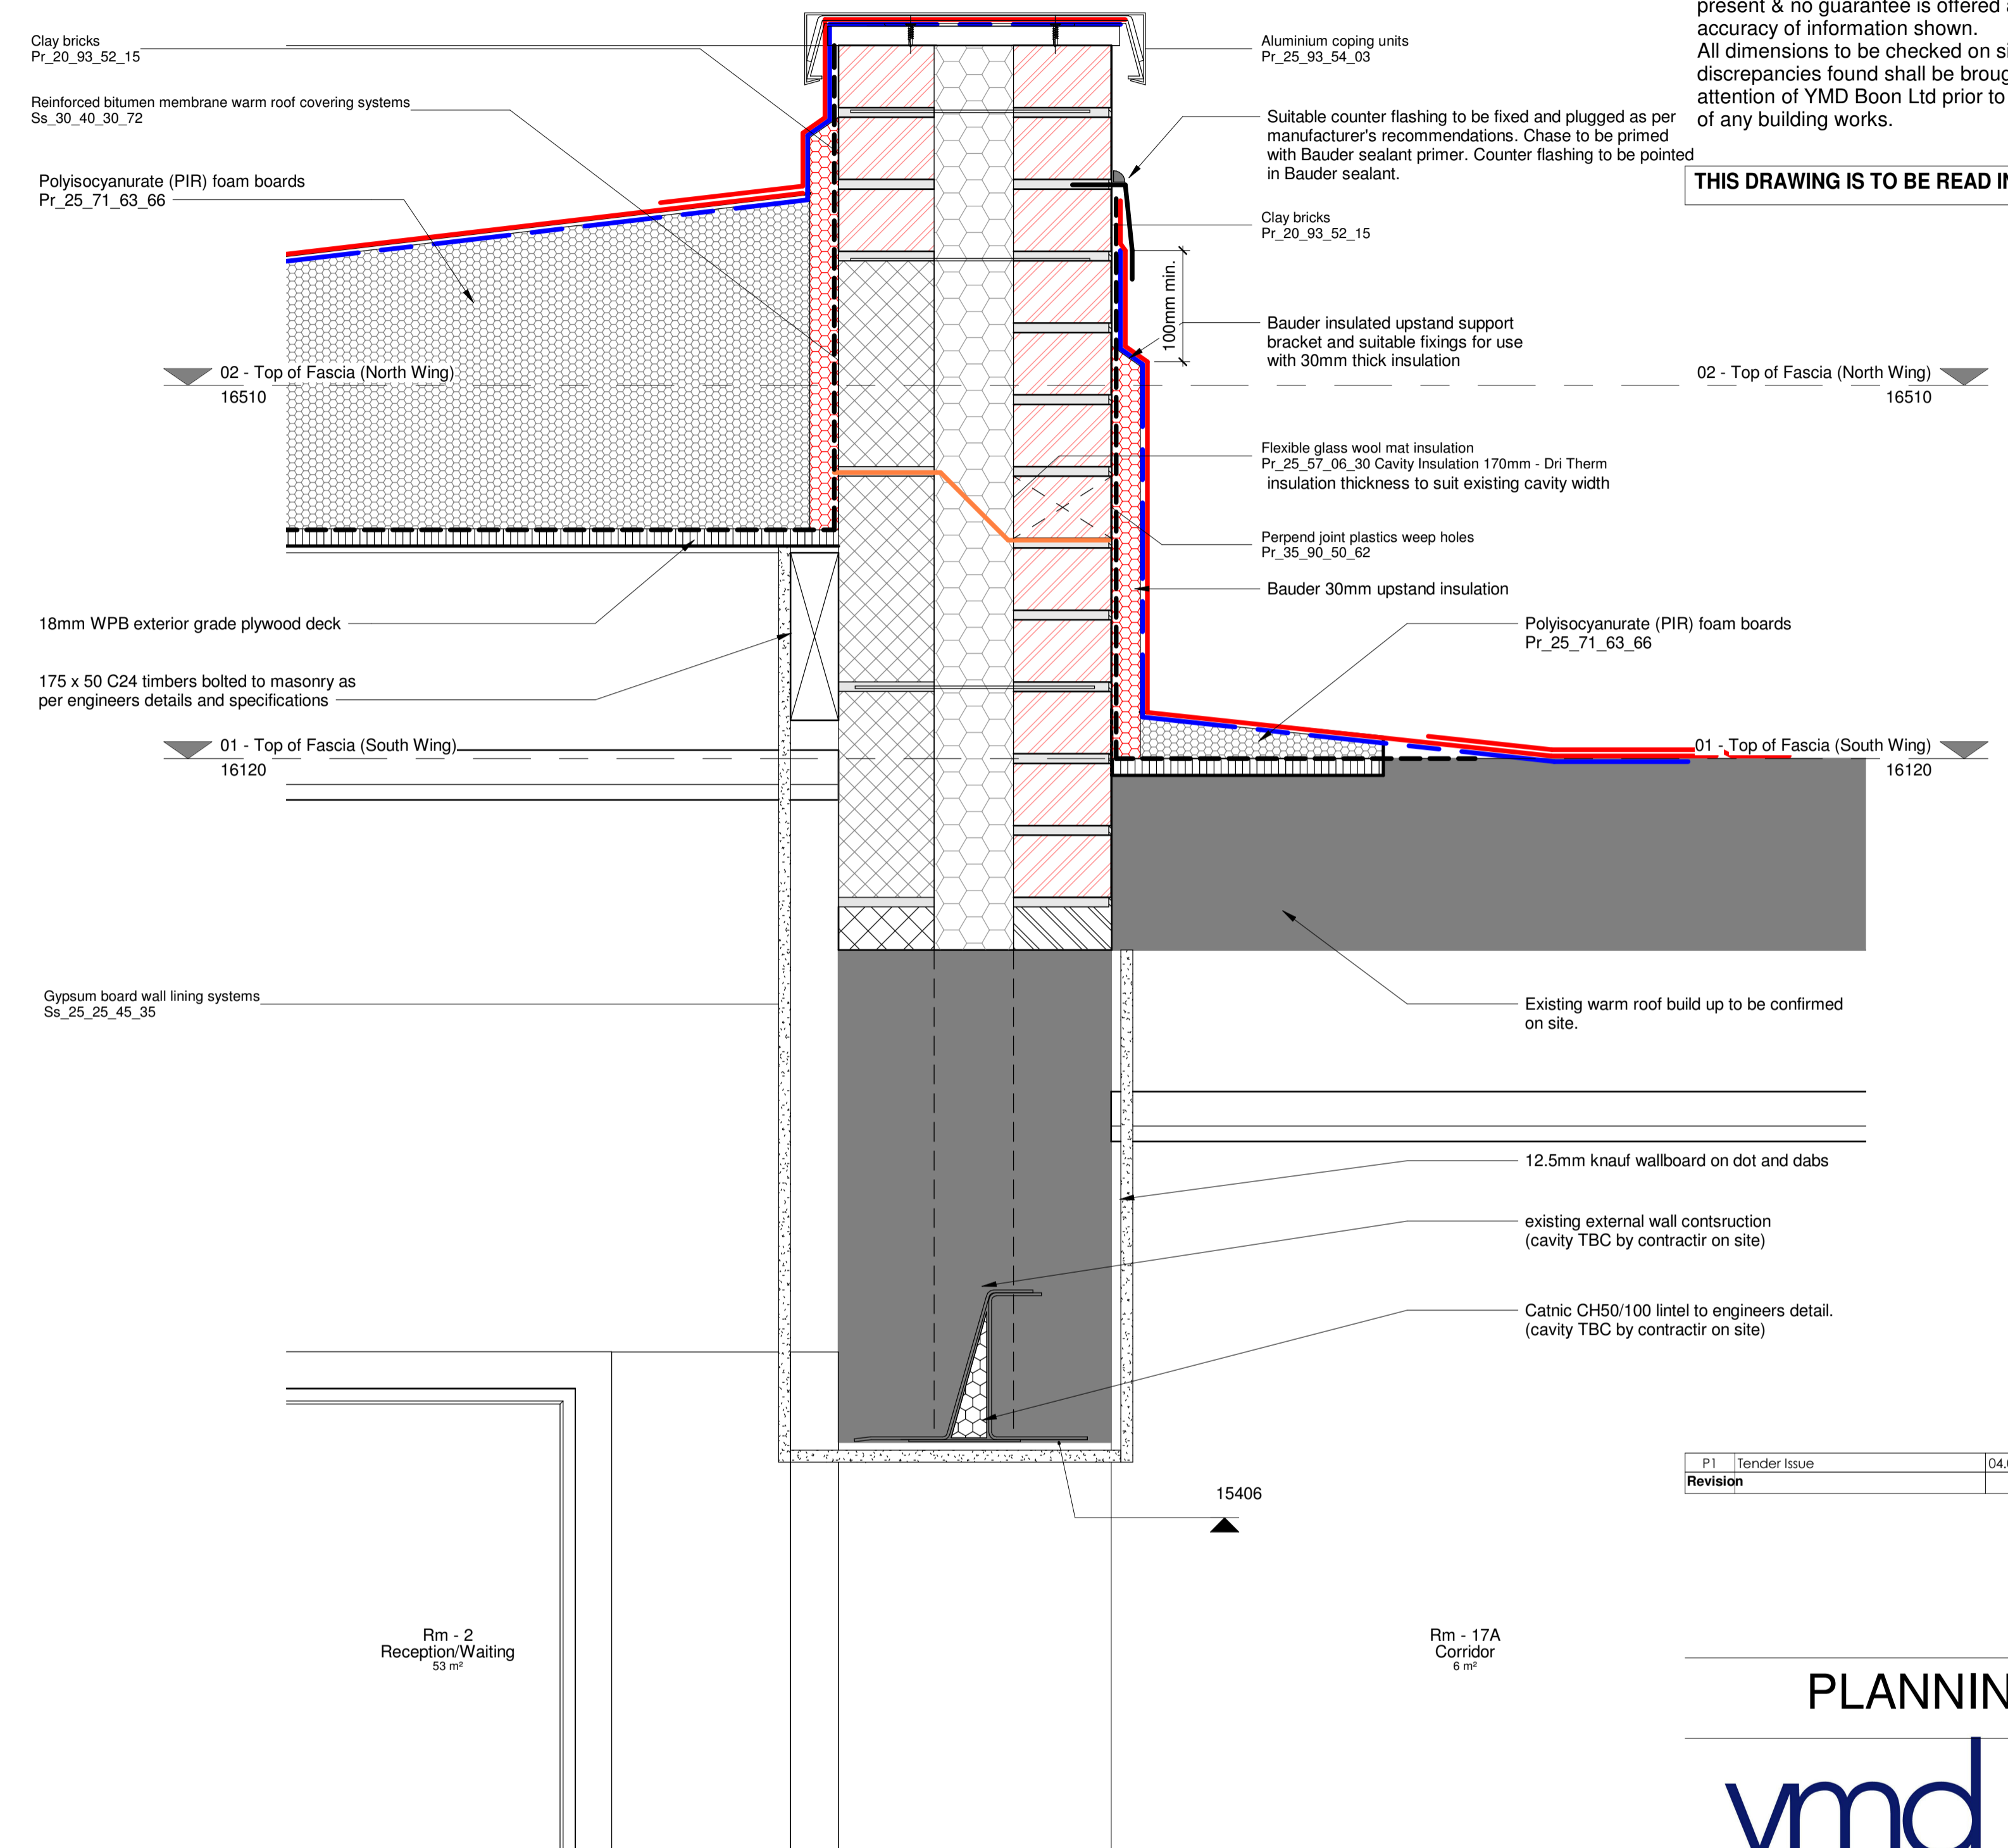 Clay bricks
Pr_20_93_52_15
Reinforced bitumen membrane warm roof covering systems
Ss_30_40_30_72
Polyisocyanurate (PIR) foam boards
Pr_25_71_63_66
02 - Top of Fascia (North Wing)
16510
18mm WPB exterior grade plywood deck
175 x 50 C24 timbers bolted to masonry as
per engineers details and specifications
01 - Top of Fascia (South Wing)
16120
Gypsum board wall lining systems
Ss_25_25_45_35
Rm - 2
Reception/Waiting
53 m²
Aluminium coping units
Pr_25_93_54_03
Suitable counter flashing to be fixed and plugged as per
manufacturer's recommendations. Chase to be primed
with Bauder sealant primer. Counter flashing to be pointed
in Bauder sealant.
Clay bricks
Pr_20_93_52_15
100mm min.
Bauder insulated upstand support
bracket and suitable fixings for use
with 30mm thick insulation
02 - Top of Fascia (North Wing)
16510
Flexible glass wool mat insulation
Pr_25_57_06_30 Cavity Insulation 170mm - Dri Therm
insulation thickness to suit existing cavity width
Perpend joint plastics weep holes
Pr_35_90_50_62
Bauder 30mm upstand insulation
Polyisocyanurate (PIR) foam boards
Pr_25_71_63_66
01 - Top of Fascia (South Wing)
16120
Existing warm roof build up to be confirmed
on site.
12.5mm knauf wallboard on dot and dabs
existing external wall contsruction
(cavity TBC by contractir on site)
Catnic CH50/100 lintel to engineers detail.
(cavity TBC by contractir on site)
15406
Rm - 17A
Corridor
6 m²
present & no guarantee is offered
accuracy of information shown.
All dimensions to be checked on
discrepancies found shall be
attention of YMD Boon Ltd prior to
of any building works.
THIS DRAWING IS TO BE READ
P1 Tender Issue 04.
Revision
PLANNIN
ymd